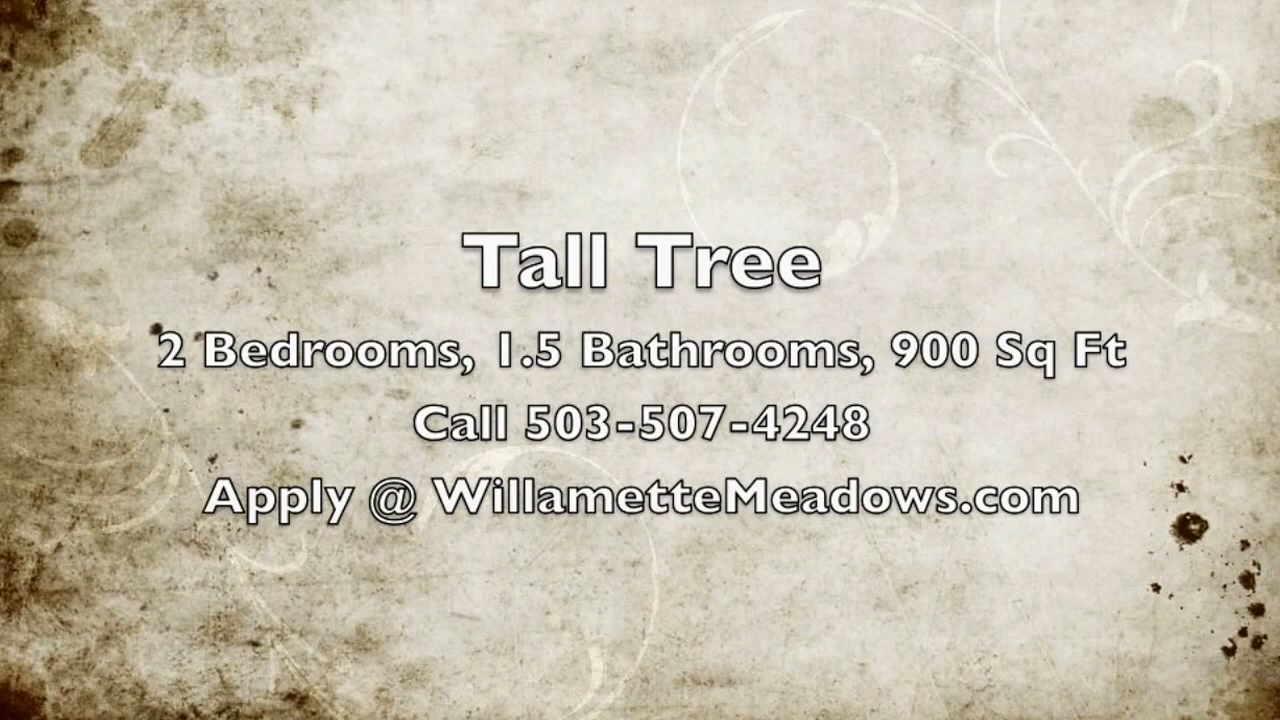 Tall Tree
2 Bedrooms, 1.5 Bathrooms, 900 Sq Ft
Call 503-507-4248
Apply @ WillametteMeadows.com